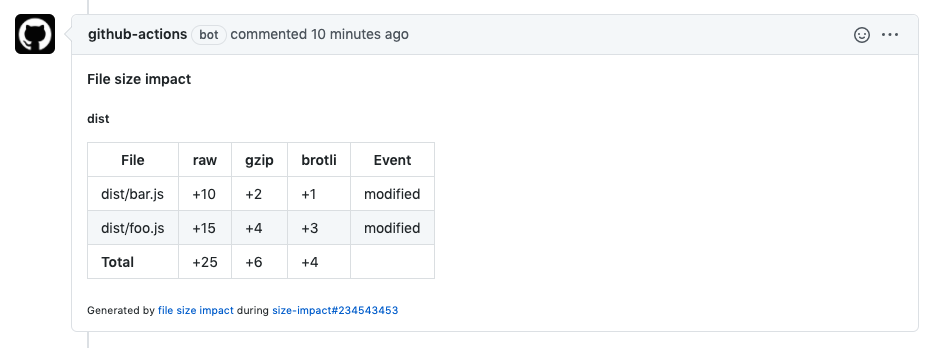 github-actions bot commented 10 minutes ago
File size impact
dist
File raw gzip brotli Event
dist/bar.js +10 +2 +1 modified
dist/foo.js +15 +4 +3 modified
Total +25 +6 +4
Generated by file size impact during size-impact#234543453